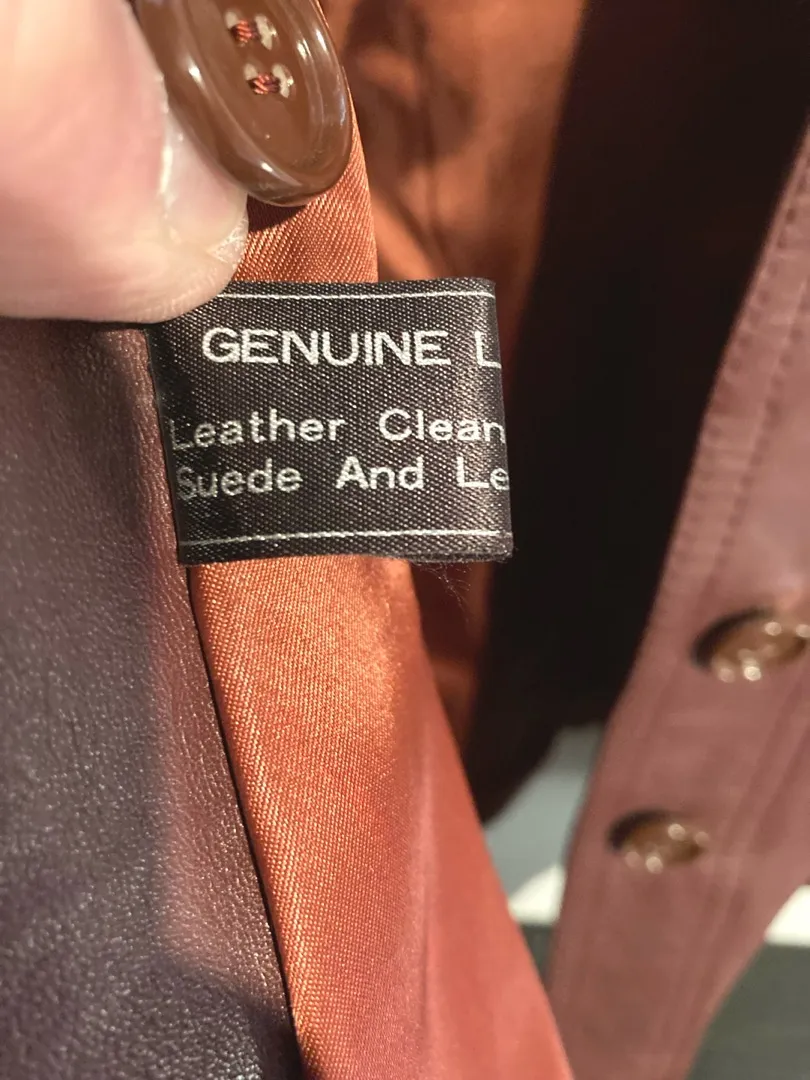 GENUINE L
Leather Clean
Suede And Le